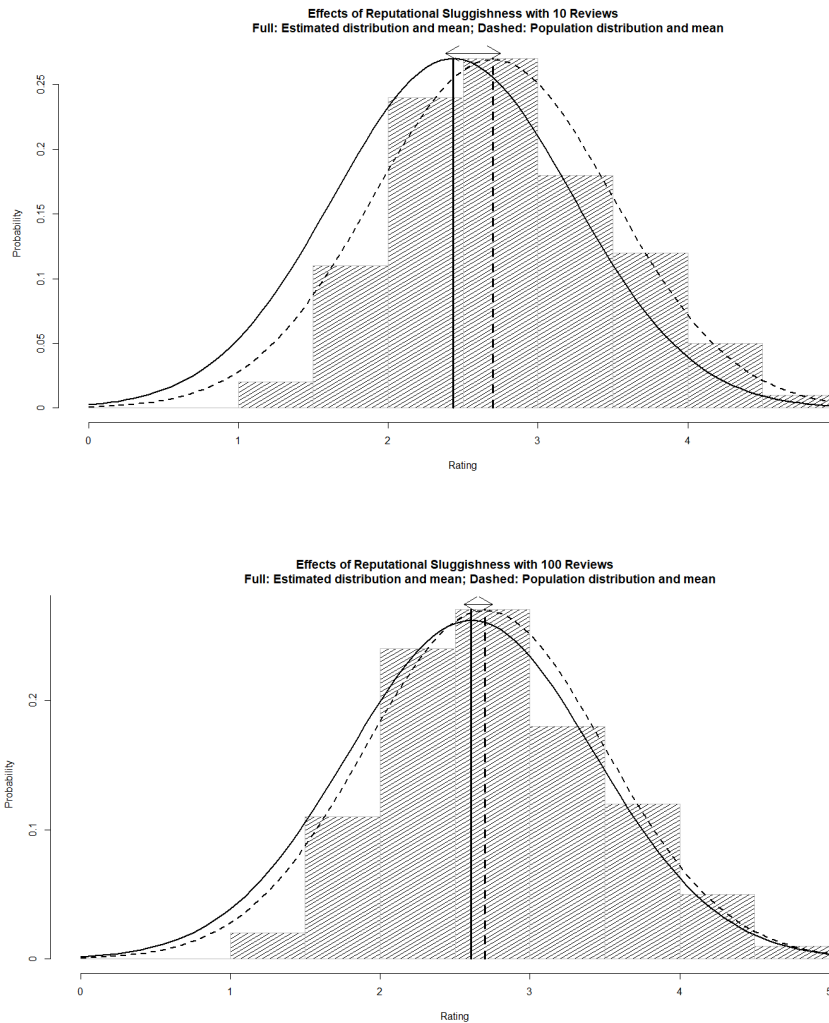 Effects of Reputational Sluggishness with 10 Reviews
Full: Estimated distribution and mean; Dashed: Population distribution and mean
0.25
0.2
0.15
0.1
0.05
0
Probability
0 1 2 3 4
Rating
Effects of Reputational Sluggishness with 100 Reviews
Full: Estimated distribution and mean; Dashed: Population distribution and mean
0.2
0.1
0
Probability
0 1 2 3 4 5
Rating